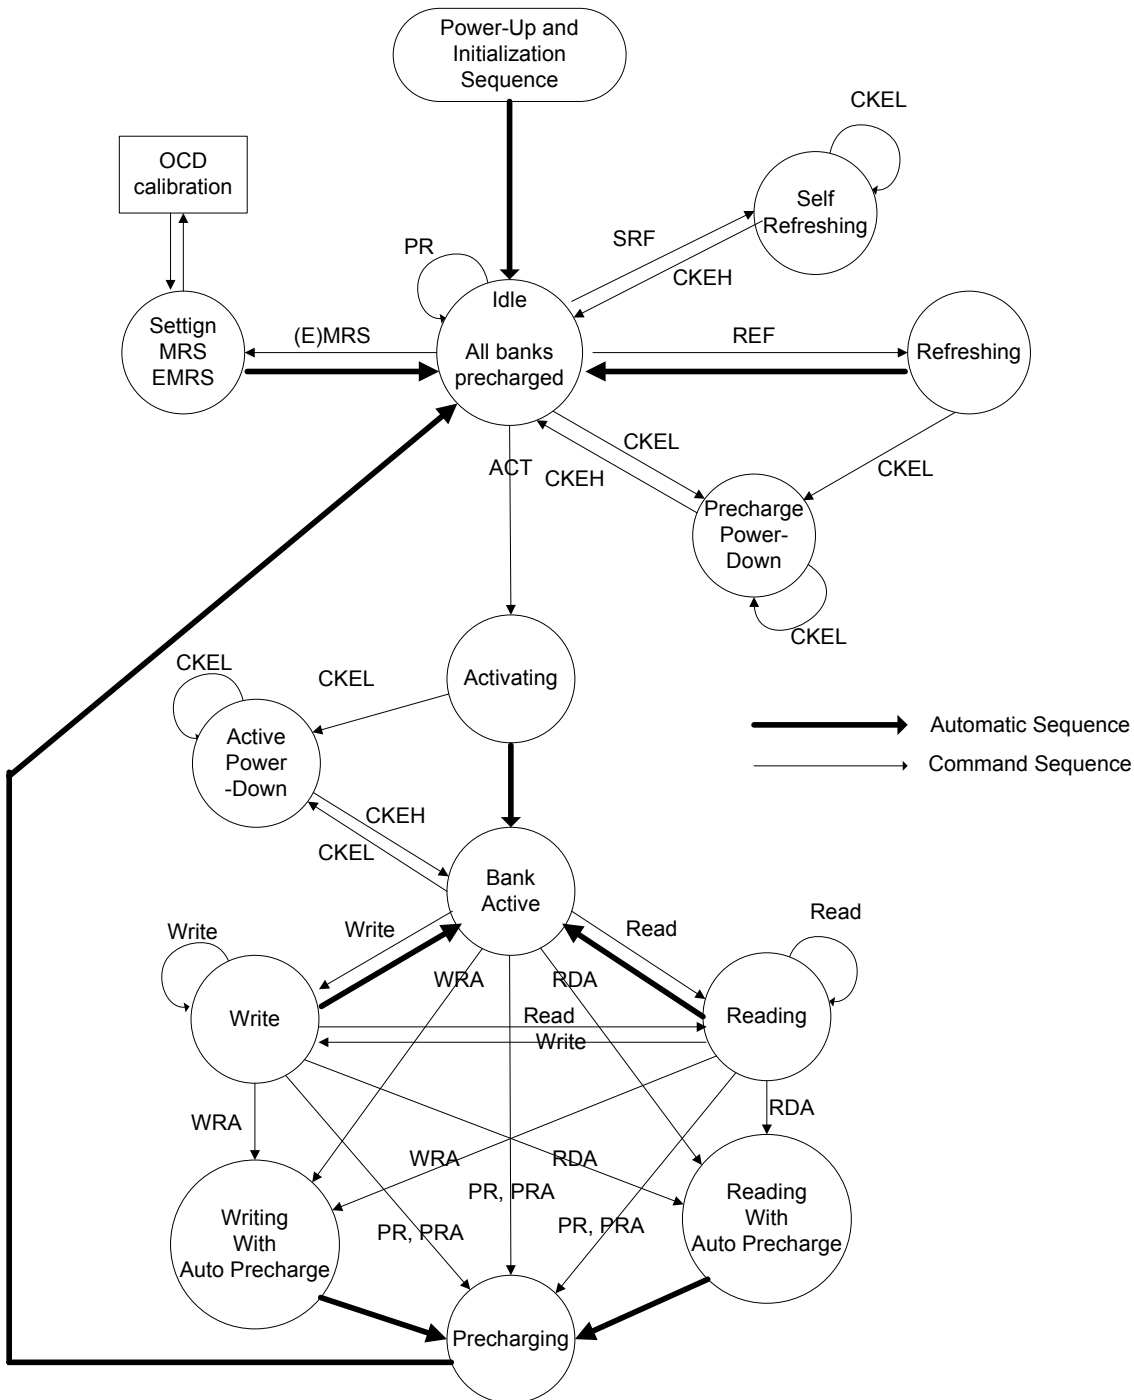 Power-Up and
Initialization
Sequence
CKEL
OCD
calibration
Self
Refreshing
SRF
PR
CKEH
Idle
Settign
MRS
EMRS
(E)MRS
All banks
precharged
REF
Refreshing
CKEL
ACT
CKEH
CKEL
Precharge
Power-
Down
CKEL
CKEL
CKEL
Activating
Active
Power
-Down
Automatic Sequence
Command Sequence
CKEH
CKEL
Bank
Active
Write
Write
Read
Read
WRA
RDA
Write
Read
Write
Reading
WRA
RDA
WRA
RDA
PR, PRA
Writing
With
Auto Precharge
Reading
With
Auto Precharge
PR, PRA
PR, PRA
Precharging